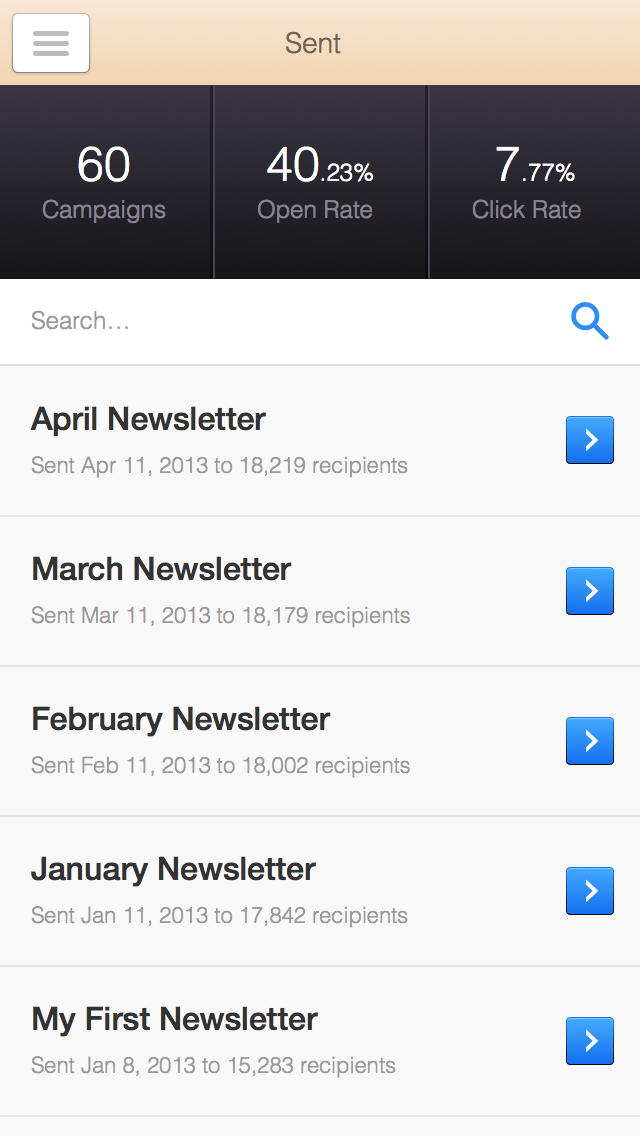 Sent
60
Campaigns
40.23%
Open Rate
7.77%
Click Rate
Search…
April Newsletter
Sent Apr 11, 2013 to 18,219 recipients
March Newsletter
Sent Mar 11, 2013 to 18,179 recipients
February Newsletter
Sent Feb 11, 2013 to 18,002 recipients
January Newsletter
Sent Jan 11, 2013 to 17,842 recipients
My First Newsletter
Sent Jan 8, 2013 to 15,283 recipients